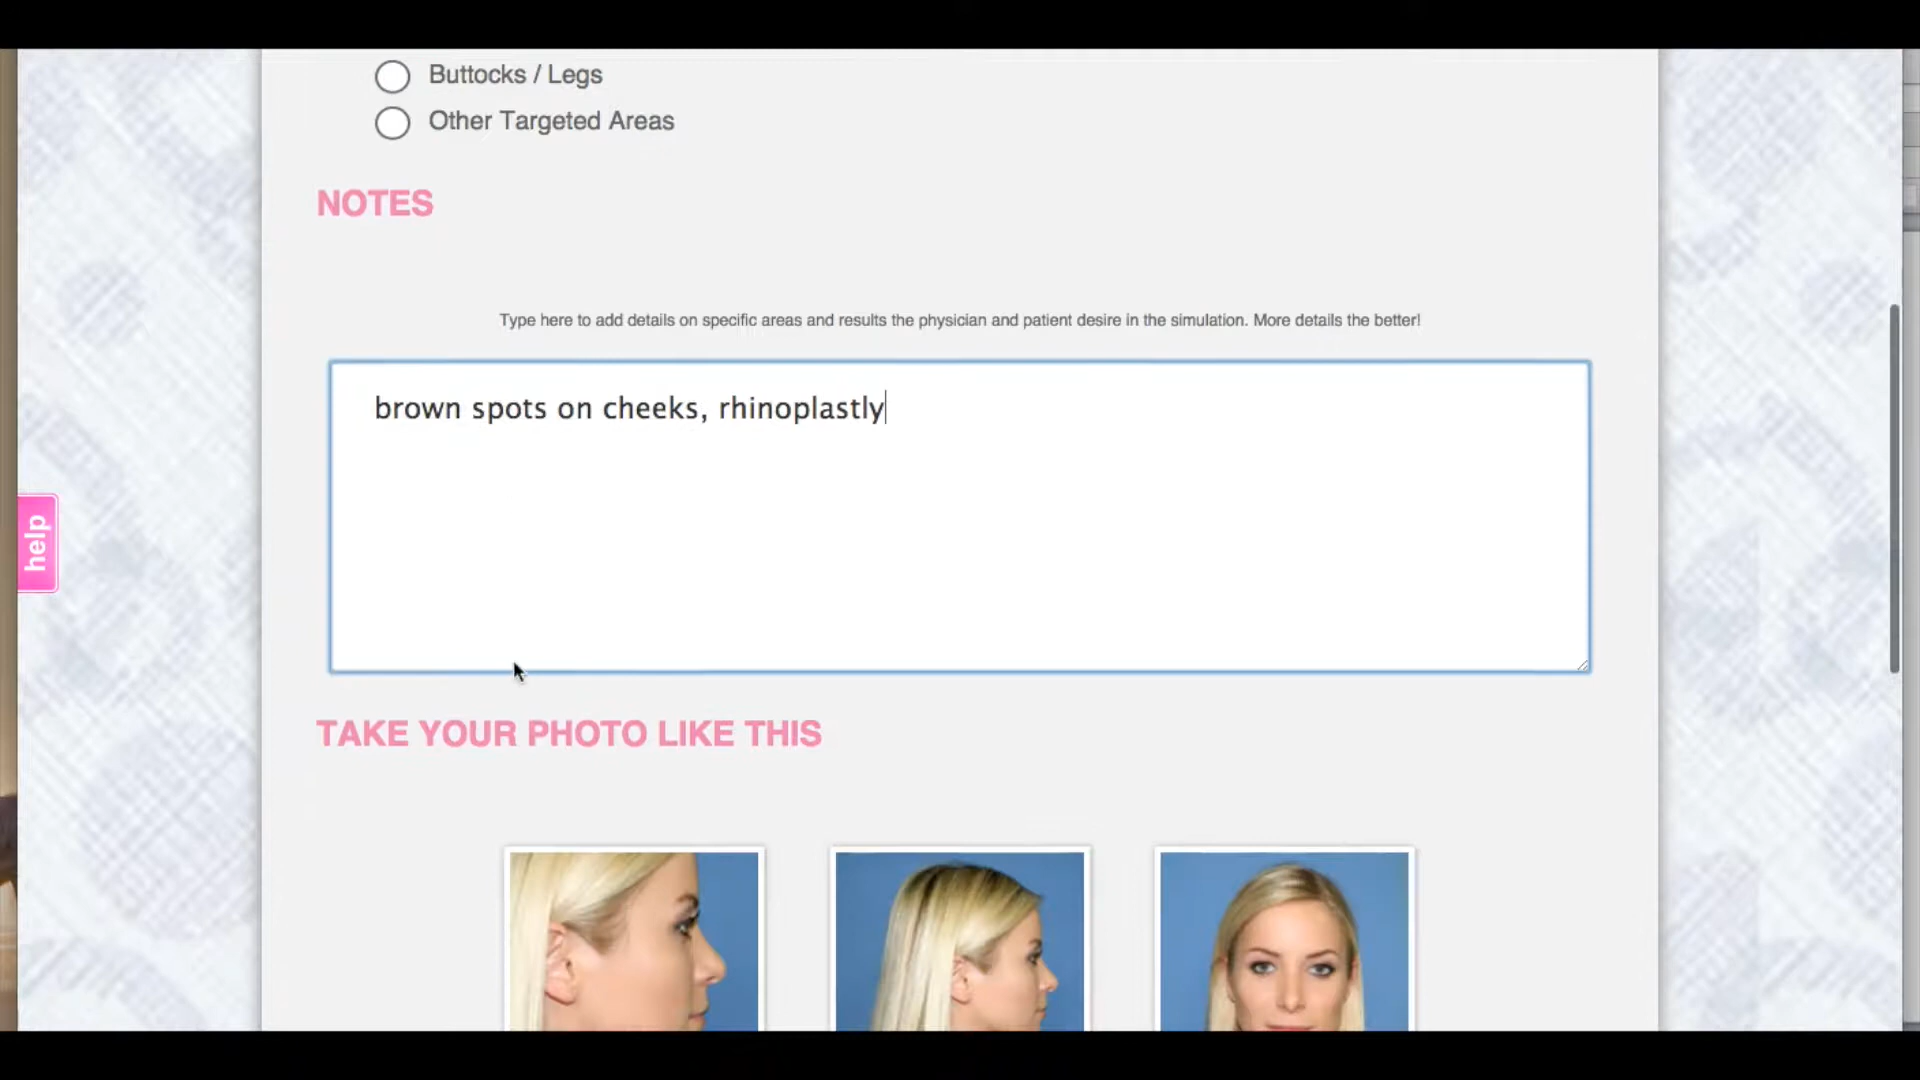 Buttocks / Legs
Other Targeted Areas
NOTES
Type here to add details on specific areas and results the physician and patient desire in the simulation. More details the better!
brown spots on cheeks, rhinoplastly
help
TAKE YOUR PHOTO LIKE THIS